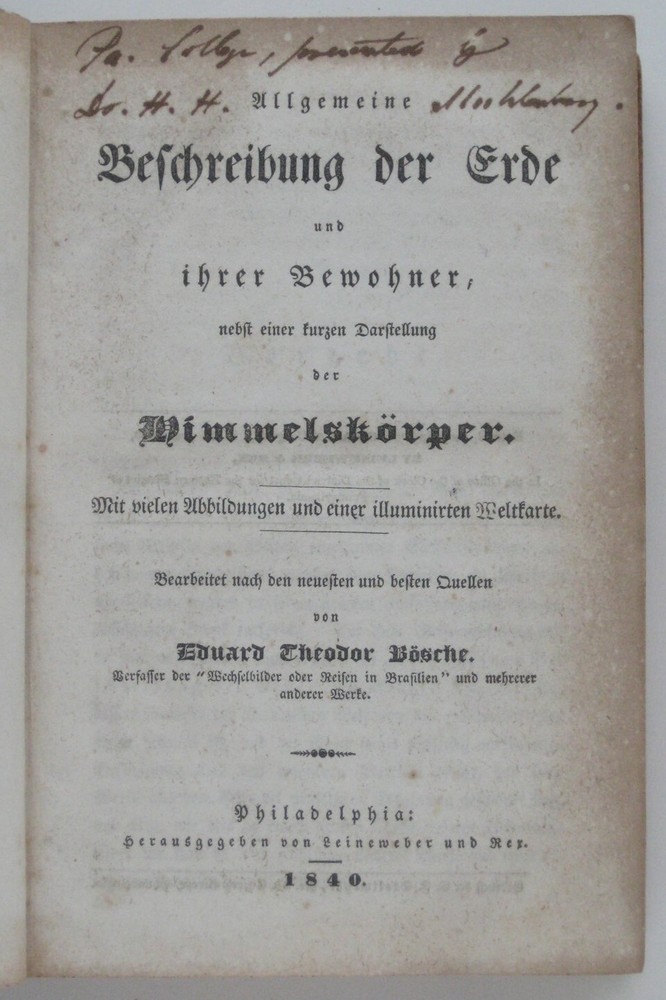 Pa. College, presented by
Dr. H. H. Muhlenberg.
Allgemeine
Beschreibung der Erde
und
ihrer Bewohner,
nebst einer kurzen Darstellung
der
Himmelskörper.
Mit vielen Abbildungen und einer illuminirten Weltkarte.
Bearbeitet nach den neuesten und besten Quellen
von
Eduard Theodor Bösche.
Verfasser der "Wechselbilder oder Reisen in Brasilien" und mehrerer
anderer Werke.
Philadelphia:
Herausgegeben von Leineweber und Rex.
1840.